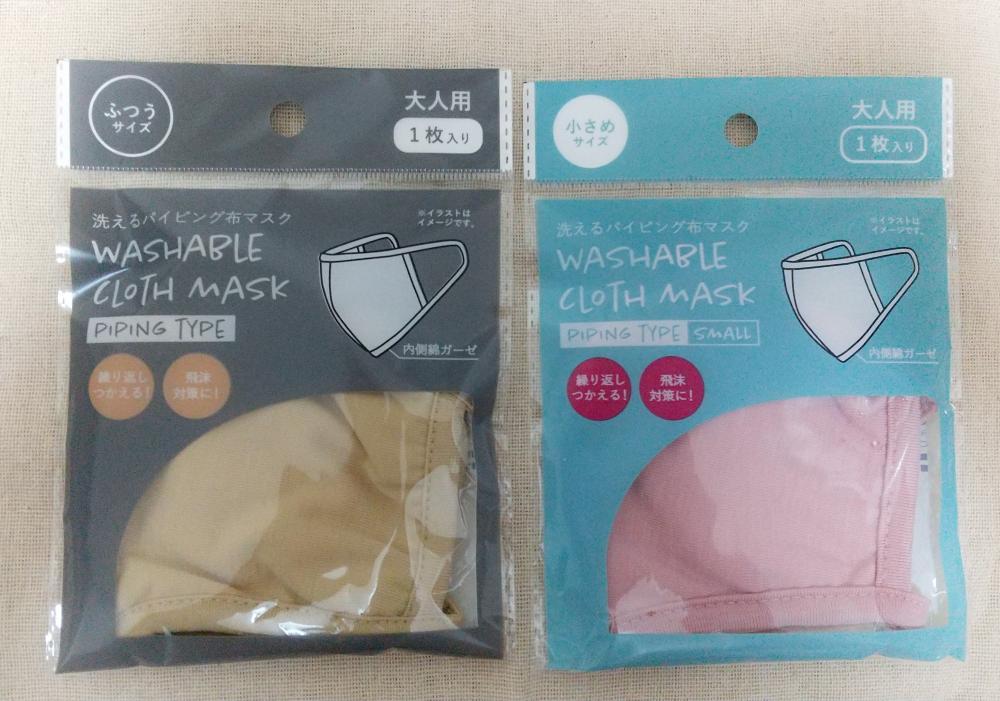 ふつう
サイズ
大人用
1枚入り
洗えるパイピング布マスク
※イラストは
イメージです。
WASHABLE
CLOTH MASK
PIPING TYPE
内側綿ガーゼ
繰り返し
つかえる!
飛沫
対策に!
小さめ
サイズ
大人用
1枚入り
洗えるパイピング布マスク
※イラストは
イメージです。
WASHABLE
CLOTH MASK
PIPING TYPE SMALL
内側綿ガーゼ
繰り返し
つかえる!
飛沫
対策に!